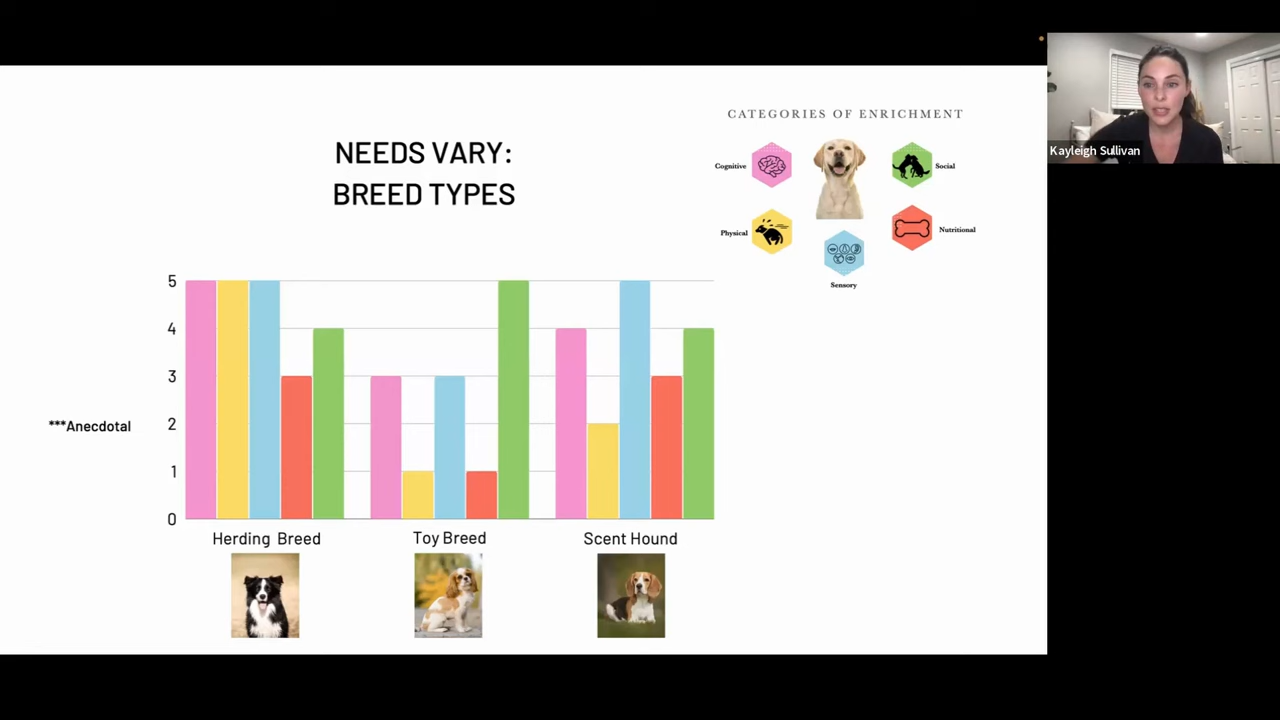 Kayleigh Sullivan
CATEGORIES OF ENRICHMENT
NEEDS VARY:
BREED TYPES
Cognitive
Social
Physical
Nutritional
Sensory
5
4
3
2
1
0
***Anecdotal
Herding Breed
Toy Breed
Scent Hound